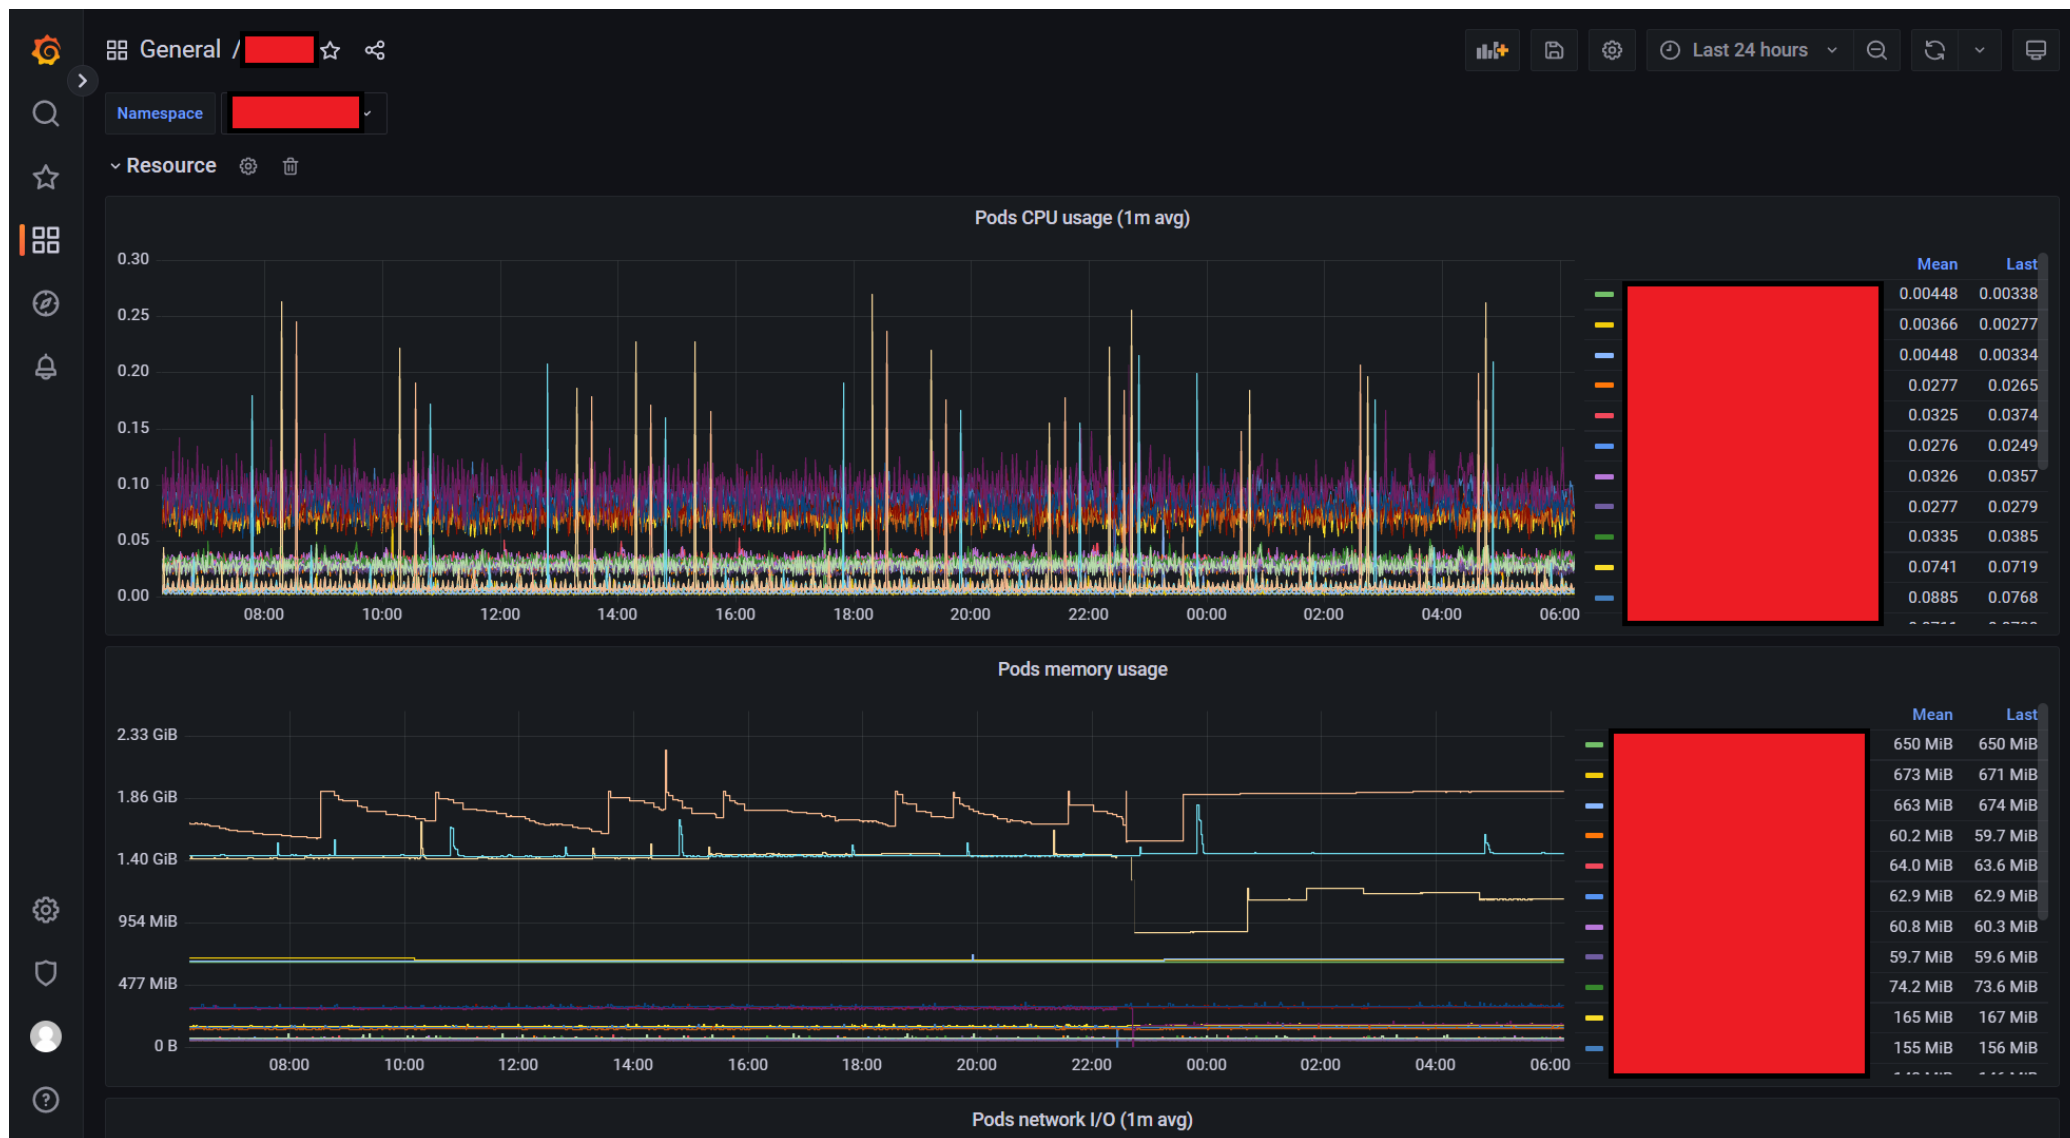 General /
Last 24 hours
Namespace
Resource
Pods CPU usage (1m avg)
Mean Last
0.30
0.25
0.20
0.15
0.10
0.05
0.00
08:00 10:00 12:00 14:00 16:00 18:00 20:00 22:00 00:00 02:00 04:00 06:00
0.00448 0.00338
0.00366 0.00277
0.00448 0.00334
0.0277 0.0265
0.0325 0.0374
0.0276 0.0249
0.0326 0.0357
0.0277 0.0279
0.0335 0.0385
0.0741 0.0719
0.0885 0.0768
Pods memory usage
Mean Last
2.33 GiB
1.86 GiB
1.40 GiB
954 MiB
477 MiB
0 B
08:00 10:00 12:00 14:00 16:00 18:00 20:00 22:00 00:00 02:00 04:00 06:00
650 MiB 650 MiB
673 MiB 671 MiB
663 MiB 674 MiB
60.2 MiB 59.7 MiB
64.0 MiB 63.6 MiB
62.9 MiB 62.9 MiB
60.8 MiB 60.3 MiB
59.7 MiB 59.6 MiB
74.2 MiB 73.6 MiB
165 MiB 167 MiB
155 MiB 156 MiB
Pods network I/O (1m avg)